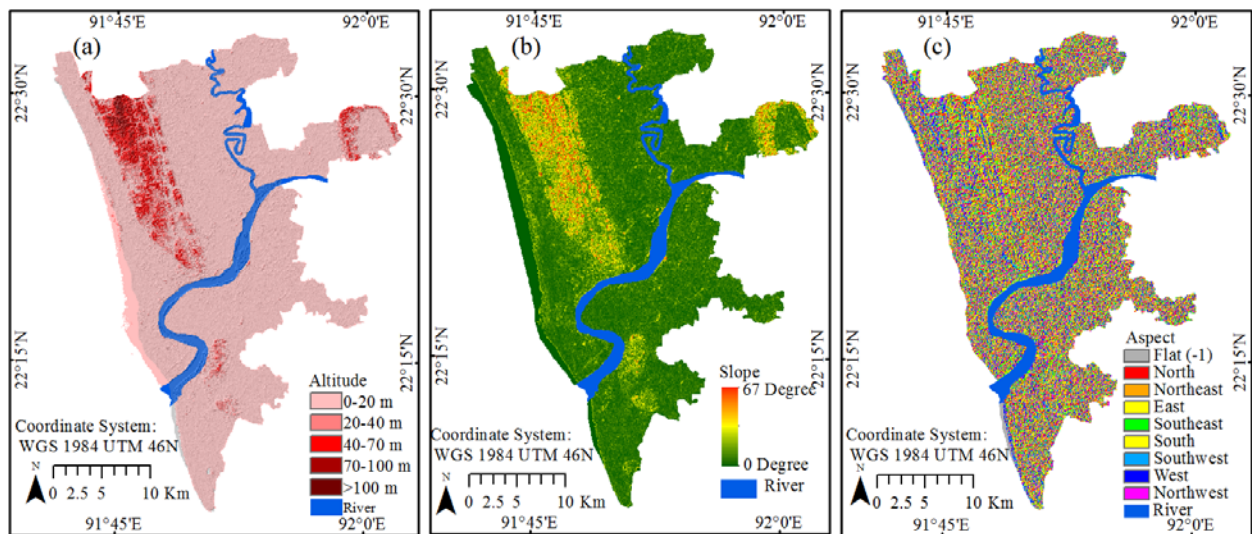 91°45'E
92°0'E
(a)
22°30'N
22°30'N
22°15'N
22°15'N
Altitude
0-20 m
20-40 m
40-70 m
70-100 m
>100 m
River
Coordinate System:
WGS 1984 UTM 46N
N
0 2.5 5 10 Km
91°45'E
92°0'E
91°45'E
92°0'E
(b)
22°30'N
22°30'N
22°15'N
22°15'N
Slope
67 Degree
0 Degree
River
Coordinate System:
WGS 1984 UTM 46N
N
0 2.5 5 10 Km
91°45'E
92°0'E
91°45'E
92°0'E
(c)
22°30'N
22°30'N
22°15'N
22°15'N
Aspect
Flat (-1)
North
Northeast
East
Southeast
South
Southwest
West
Northwest
River
Coordinate System:
WGS 1984 UTM 46N
N
0 2.5 5 10 Km
91°45'E
92°0'E